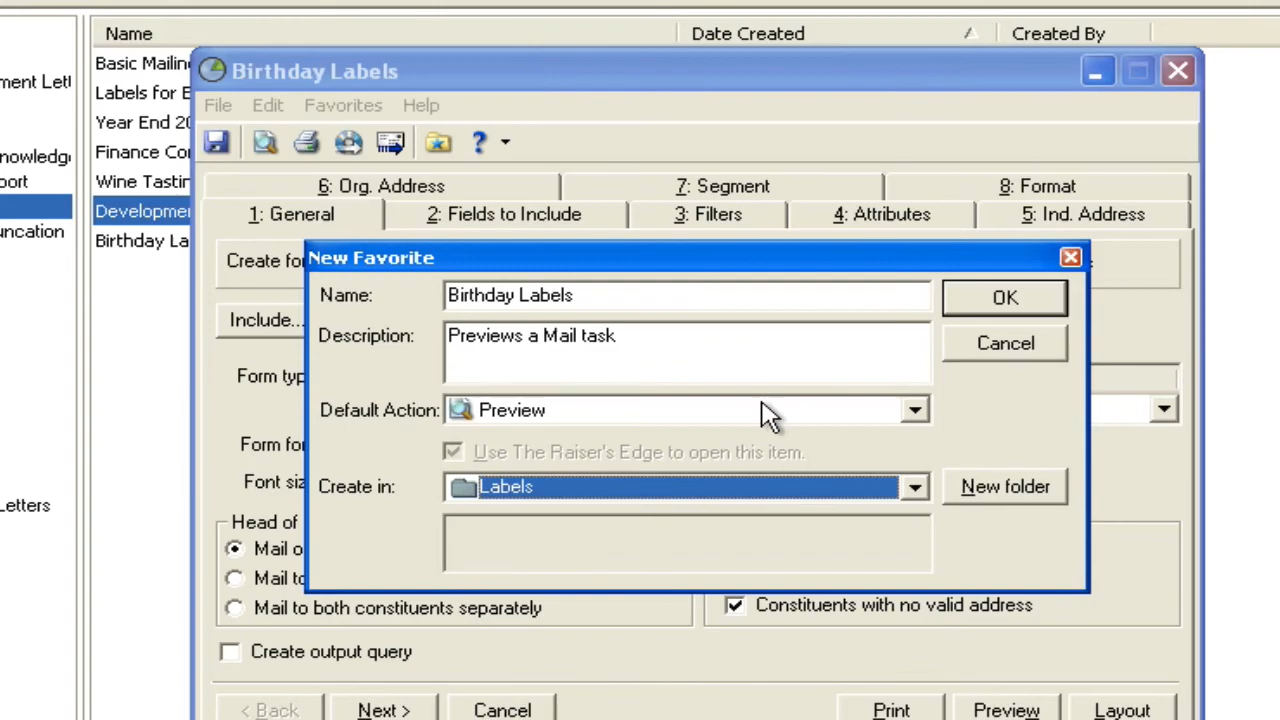 Name
Date Created
Created By
ment Lett
nowledge
port
uncation
Letters
Basic Mailin
Labels for E
Year End 20
Finance Co
Wine Tastin
Developme
Birthday La
Birthday Labels
File Edit Favorites Help
6: Org. Address 7: Segment 8: Format
1: General 2: Fields to Include 3: Filters 4: Attributes 5: Ind. Address
Create fo
Include...
Form typ
Form fo
Font siz
New Favorite
Name: Birthday Labels OK
Description: Previews a Mail task Cancel
Default Action: Preview
Use The Raiser's Edge to open this item.
Create in: Labels New folder
Head of
Mail o
Mail to
Mail to both constituents separately
Constituents with no valid address
Create output query
< Back Next > Cancel Print Preview Layout